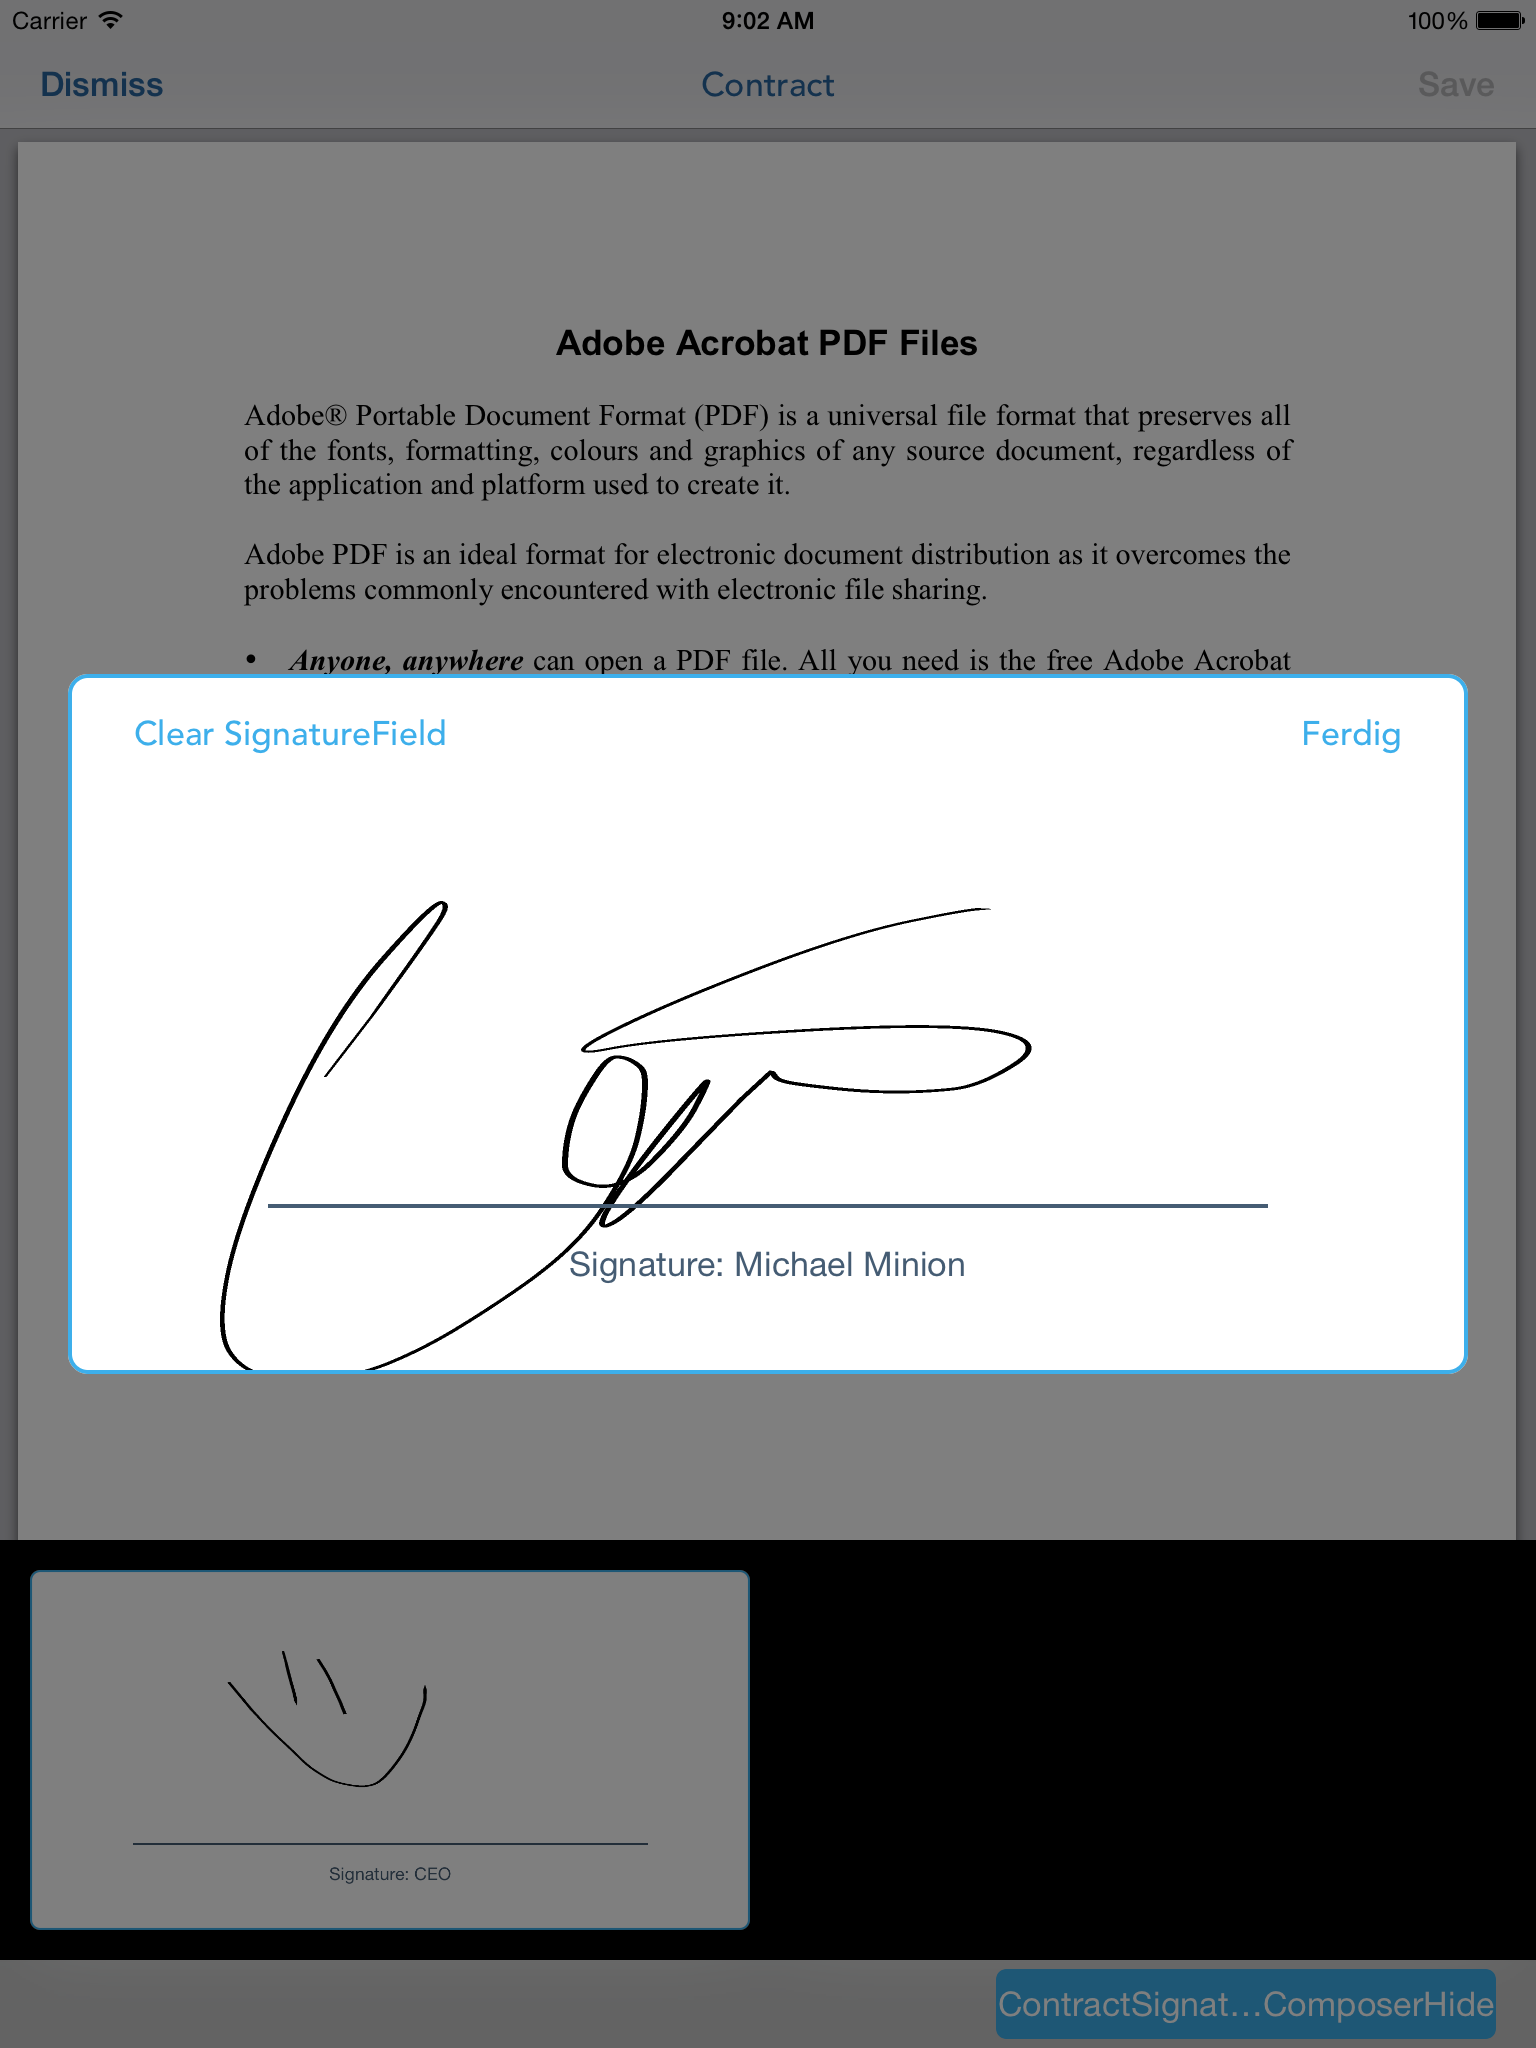 Carrier 9:02 AM 100%
Dismiss Contract Save
Adobe Acrobat PDF Files
Adobe® Portable Document Format (PDF) is a universal file format that preserves all
of the fonts, formatting, colours and graphics of any source document, regardless of
the application and platform used to create it.
Adobe PDF is an ideal format for electronic document distribution as it overcomes the
problems commonly encountered with electronic file sharing.
• Anyone, anywhere can open a PDF file. All you need is the free Adobe Acrobat
Clear SignatureField Ferdig
Signature: Michael Minion
Signature: CEO
ContractSignat…ComposerHide